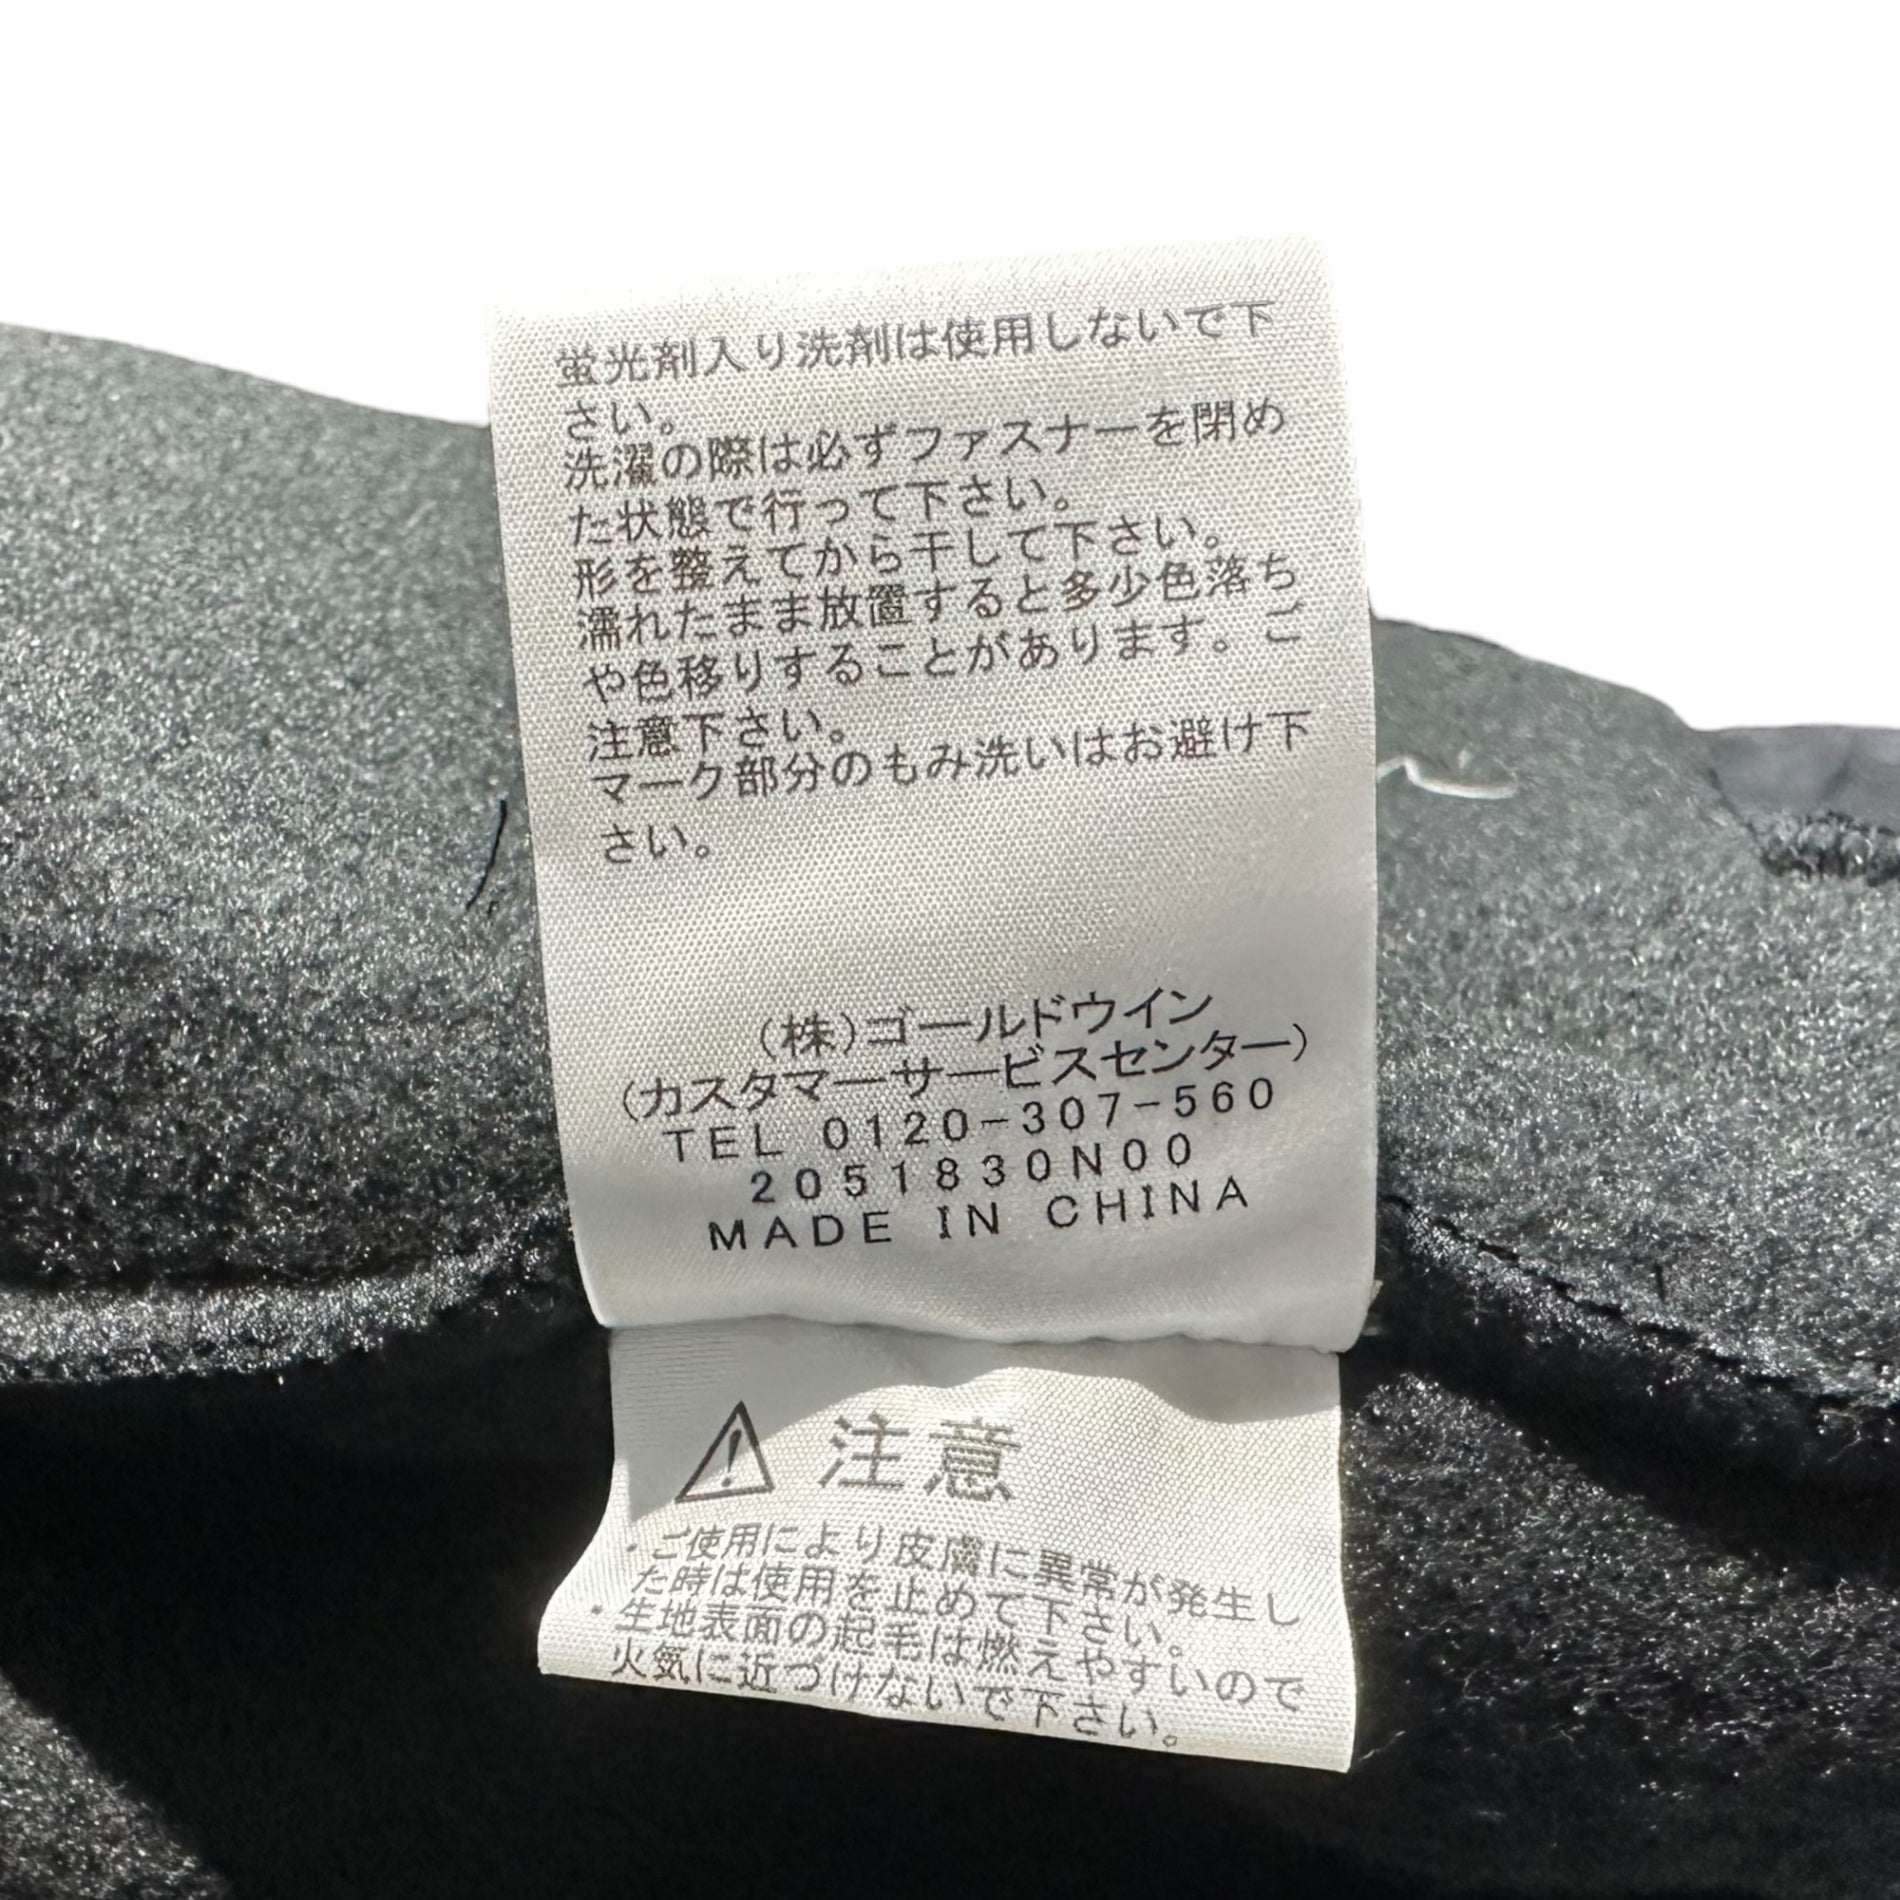 蛍光剤入り洗剤は使用しないで下
さい。
洗濯の際は必ずファスナーを閉め
た状態で行って下さい。
形を整えてから干して下さい。
濡れたまま放置すると多少色落ち
や色移りすることがあります。ご
注意下さい。
マーク部分のもみ洗いはお避け下
さい。
(株)ゴールドウイン
(カスタマーサービスセンター)
TEL 0120-307-560
2051830N00
MADE IN CHINA
注意
・ご使用により皮膚に異常が発生し
た時は使用を止めて下さい。
・生地表面の起毛は燃えやすいので
火気に近づけないで下さい。